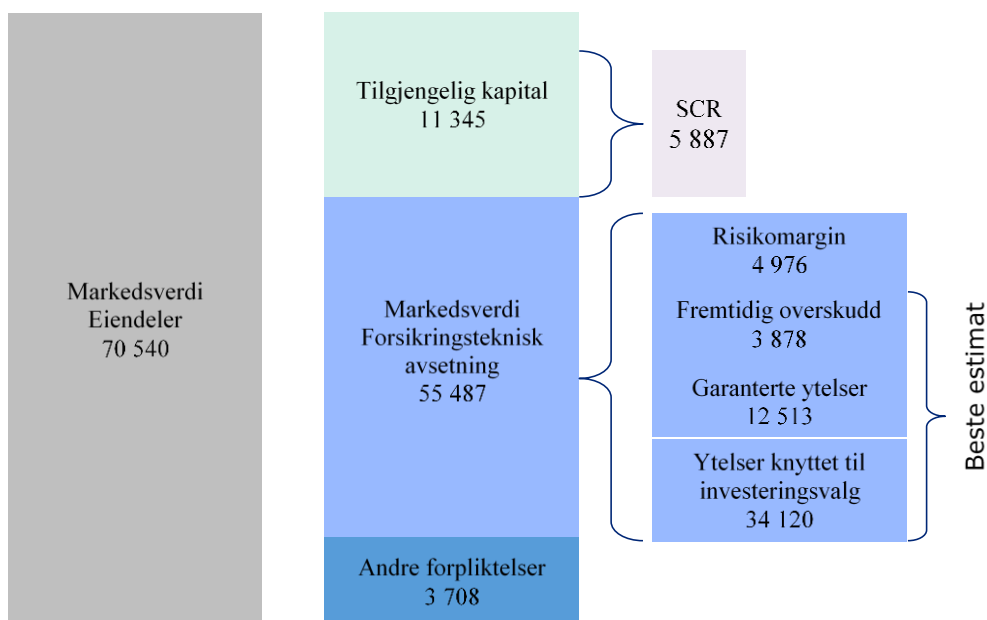 Markedsverdi
Eiendeler
70 540
Tilgjengelig kapital
11 345
SCR
5 887
Markedsverdi
Forsikringsteknisk
avsetning
55 487
Risikomargin
4 976
Fremtidig overskudd
3 878
Garanterte ytelser
12 513
Ytelser knyttet til
investeringsvalg
34 120
Beste estimat
Andre forpliktelser
3 708